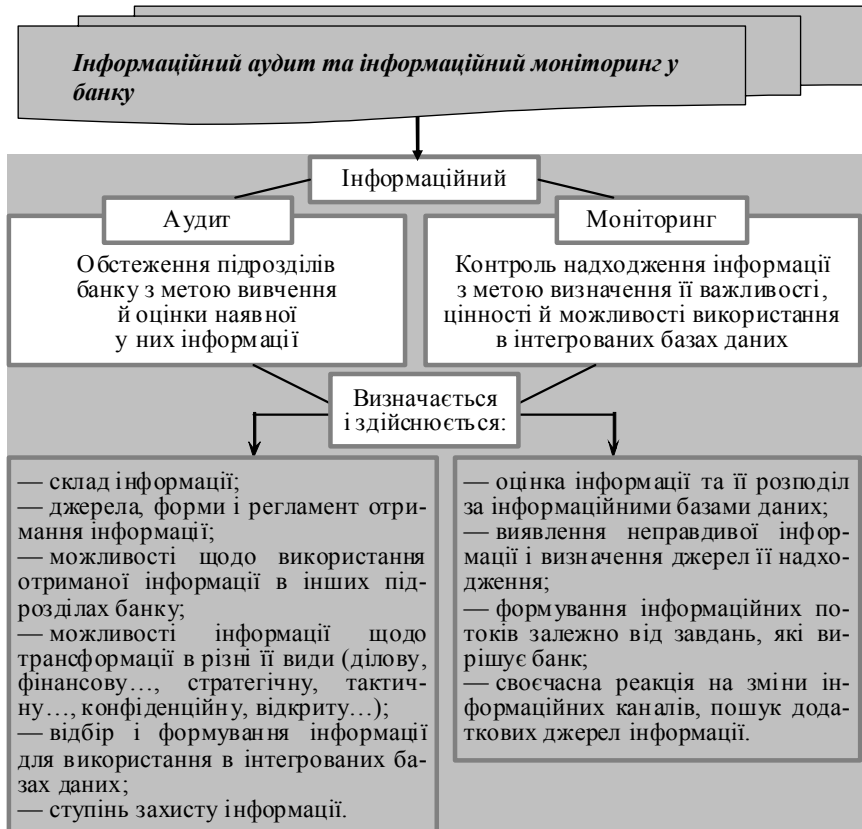 Інформаційний аудит та інформаційний моніторинг у
банку
Інформаційний
Аудит
Обстеження підрозділів
банку з метою вивчення
й оцінки наявної
у них інформації
Моніторинг
Контроль надходження інформації
з метою визначення її важливості,
цінності й можливості використання
в інтегрованих базах даних
Визначається
і здійснюється:
— склад інформації;
— джерела, форми і регламент отри-
мання інформації;
— можливості щодо використання
отриманої інформації в інших під-
розділах банку;
— можливості інформації щодо
трансформації в різні її види (ділову,
фінансову…, стратегічну, тактич-
ну…, конфіденційну, відкриту…);
— відбір і формування інформації
для використання в інтегрованих ба-
зах даних;
— ступінь захисту інформації.
— оцінка інформації та її розподіл
за інформаційними базами даних;
— виявлення неправдивої інфор-
мації і визначення джерел її надхо-
дження;
— формування інформаційних по-
токів залежно від завдань, які ви-
рішує банк;
— своєчасна реакція на зміни ін-
формаційних каналів, пошук дода-
ткових джерел інформації.